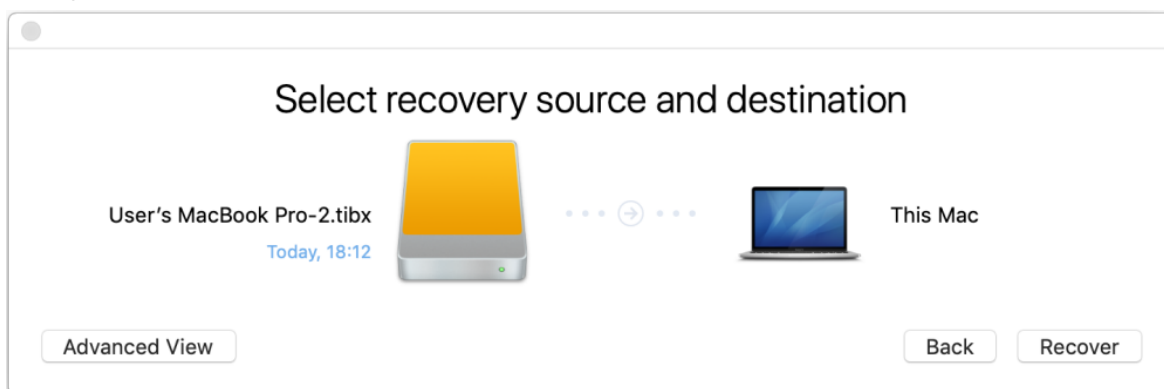 Select recovery source and destination
User's MacBook Pro-2.tibx
Today, 18:12
This Mac
Advanced View
Back
Recover